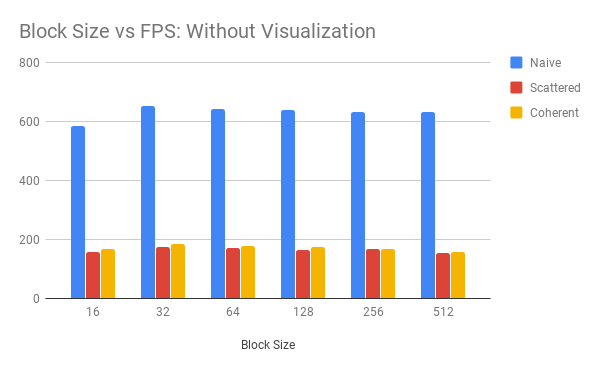 Block Size vs FPS: Without Visualization
800
600
400
200
0
16 32 64 128 256 512
Block Size
Naive
Scattered
Coherent